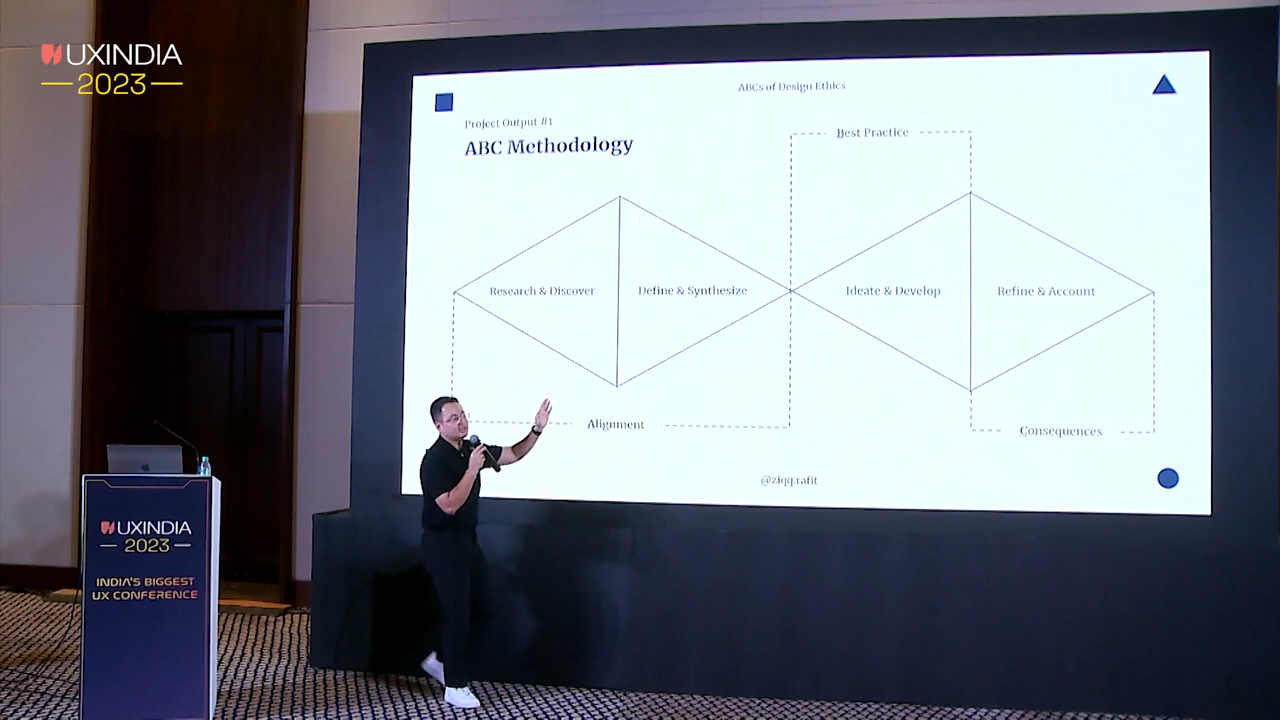 UXINDIA
2023
ABCs of Design Ethics
Project Output #1
ABC Methodology
Best Practice
Research & Discover
Define & Synthesize
Ideate & Develop
Refine & Account
Alignment
Consequences
@ziqq.rafit
UXINDIA
2023
INDIA'S BIGGEST
UX CONFERENCE